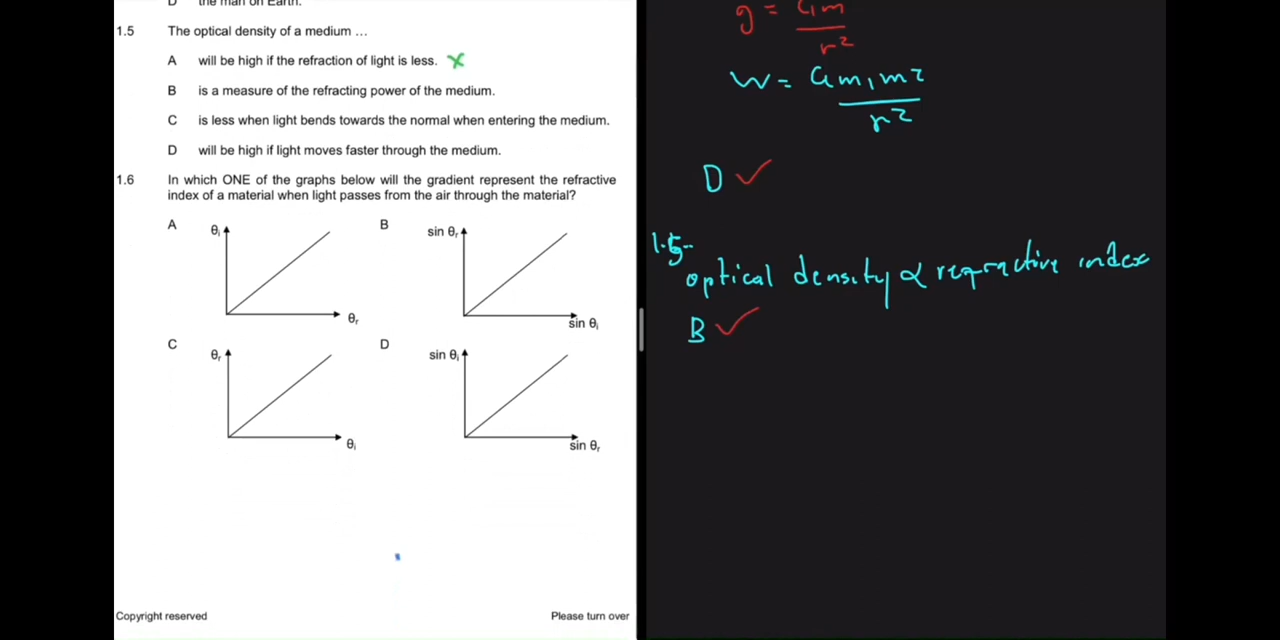 D the man on Earth.
1.5 The optical density of a medium …
A will be high if the refraction of light is less. X
B is a measure of the refracting power of the medium.
C is less when light bends towards the normal when entering the medium.
D will be high if light moves faster through the medium.
1.6 In which ONE of the graphs below will the gradient represent the refractive
index of a material when light passes from the air through the material?
A θi θr
B sin θr sin θi
C θr θi
D sin θi sin θr
Copyright reserved Please turn over
g = Gm
r²
W = Gm1m2
r²
D ✓
1.5
optical density ∝ refractive index
B ✓